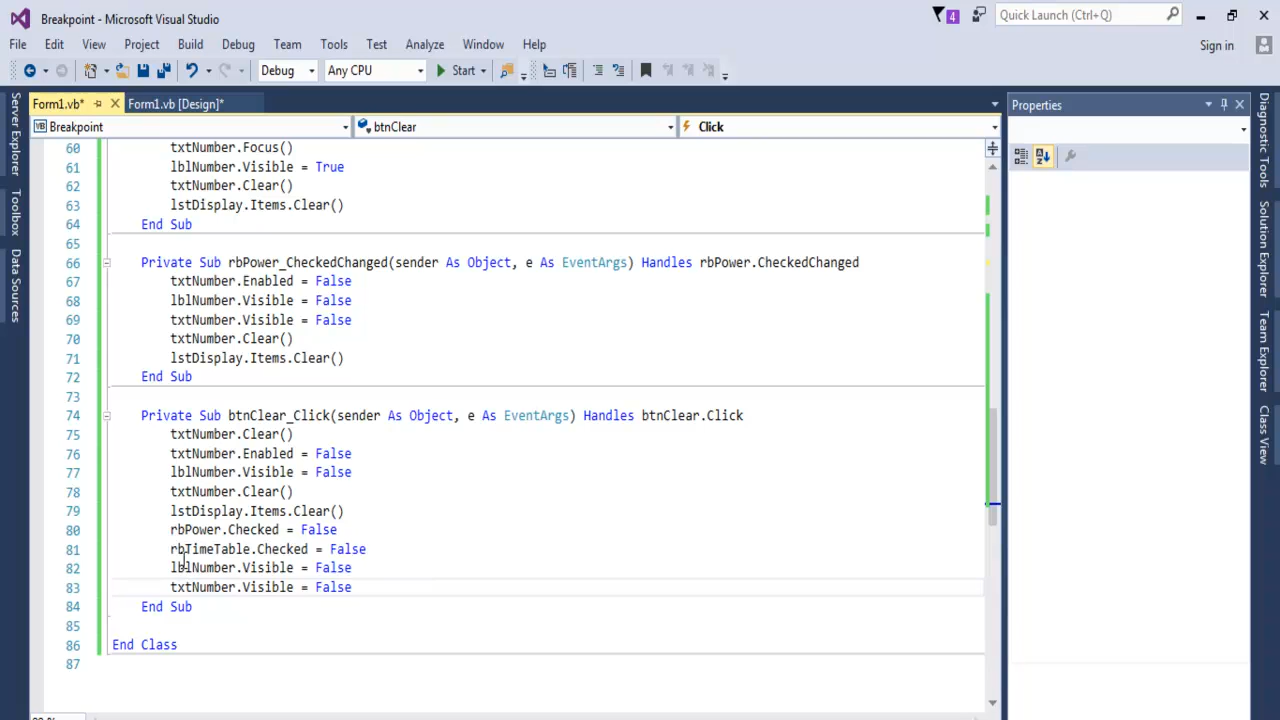 Breakpoint - Microsoft Visual Studio
4
Quick Launch (Ctrl+Q)
File Edit View Project Build Debug Team Tools Test Analyze Window Help
Sign in
Debug Any CPU Start
Form1.vb* Form1.vb [Design]*
Properties
VB Breakpoint btnClear Click
60 txtNumber.Focus()
61 lblNumber.Visible = True
62 txtNumber.Clear()
63 lstDisplay.Items.Clear()
64 End Sub
65
66 Private Sub rbPower_CheckedChanged(sender As Object, e As EventArgs) Handles rbPower.CheckedChanged
67 txtNumber.Enabled = False
68 lblNumber.Visible = False
69 txtNumber.Visible = False
70 txtNumber.Clear()
71 lstDisplay.Items.Clear()
72 End Sub
73
74 Private Sub btnClear_Click(sender As Object, e As EventArgs) Handles btnClear.Click
75 txtNumber.Clear()
76 txtNumber.Enabled = False
77 lblNumber.Visible = False
78 txtNumber.Clear()
79 lstDisplay.Items.Clear()
80 rbPower.Checked = False
81 rbTimeTable.Checked = False
82 lblNumber.Visible = False
83 txtNumber.Visible = False
84 End Sub
85
86 End Class
87
Server Explorer
Toolbox
Data Sources
Diagnostic Tools
Solution Explorer
Team Explorer
Class View